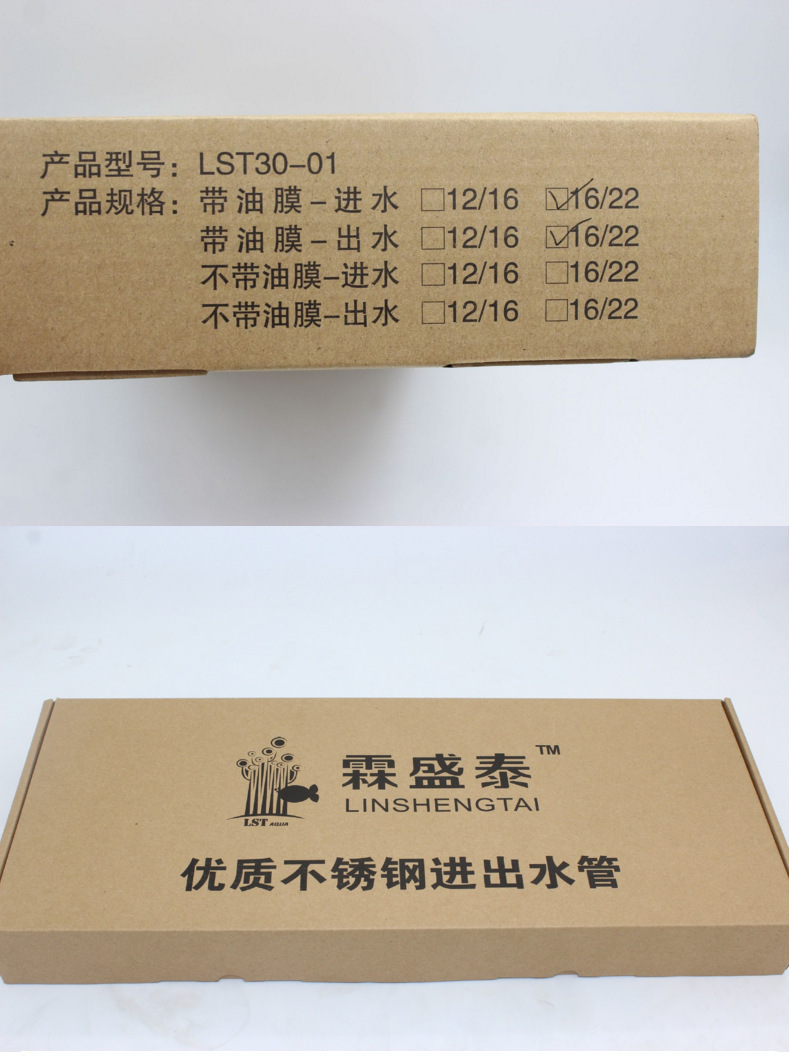 产品型号：LST30-01
产品规格：带油膜-进水 □12/16 ☑16/22
带油膜-出水 □12/16 ☑16/22
不带油膜-进水 □12/16 □16/22
不带油膜-出水 □12/16 □16/22
霖盛泰™
LINSHENGTAI
LST AQUA
优质不锈钢进出水管